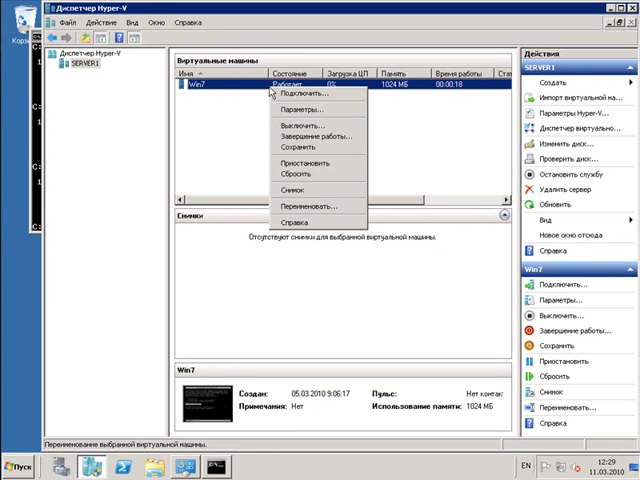 Диспетчер Hyper-V
Файл Действие Вид Окно Справка
Диспетчер Hyper-V
SERVER1
Виртуальные машины
Имя Состояние Загрузка ЦП Память Время работы
Win7 Работает 0% 1024 МБ 00:00:18
Подключить...
Параметры...
Выключить...
Завершение работы...
Сохранить
Приостановить
Сбросить
Снимок
Переименовать...
Справка
Снимки
Отсутствуют снимки для выбранной виртуальной машины.
Win7
Создан: 05.03.2010 9:06:17 Пульс: Нет контак
Примечания: Нет Использование памяти: 1024 МБ
Действия
SERVER1
Создать
Импорт виртуальной ма...
Параметры Hyper-V...
Диспетчер виртуально...
Изменить диск...
Проверить диск...
Остановить службу
Удалить сервер
Обновить
Вид
Новое окно отсюда
Справка
Win7
Подключить...
Параметры...
Выключить...
Завершение работы...
Сохранить
Приостановить
Сбросить
Снимок
Переименовать...
Справка
Переименование выбранной виртуальной машины.
Пуск
EN
12:29
11.03.2010